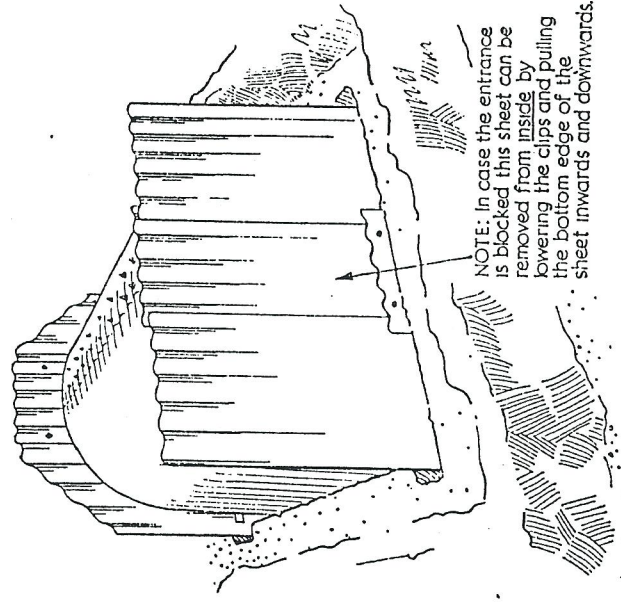 NOTE: In case the entrance
is blocked this sheet can be
removed from inside by
lowering the clips and pulling
the bottom edge of the
sheet inwards and downwards.